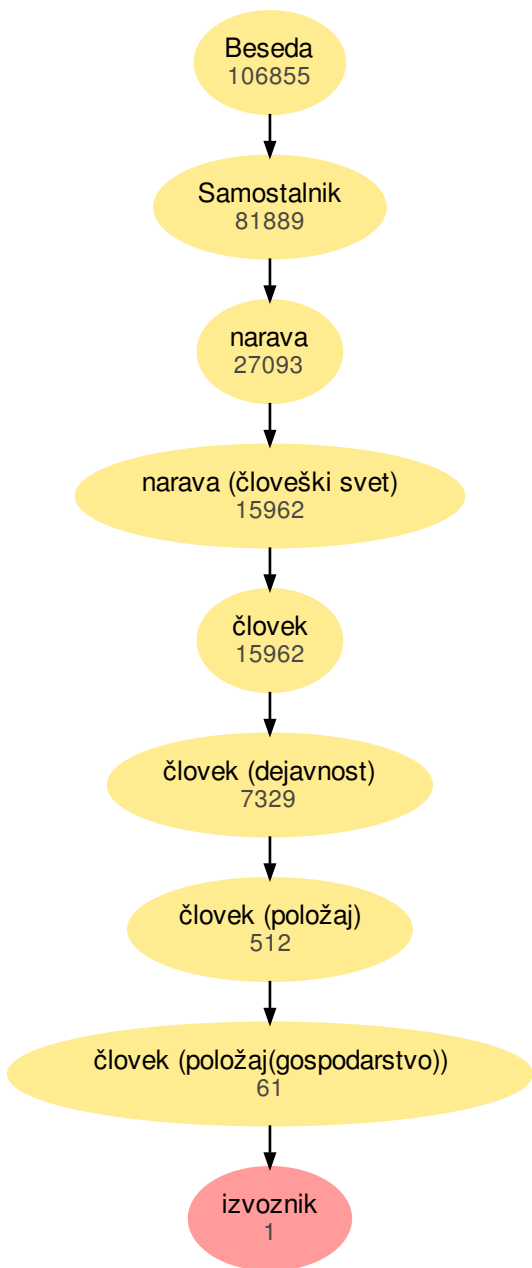 Beseda
106855
Samostalnik
81889
narava
27093
narava (človeški svet)
15962
človek
15962
človek (dejavnost)
7329
človek (položaj)
512
človek (položaj(gospodarstvo))
61
izvoznik
1